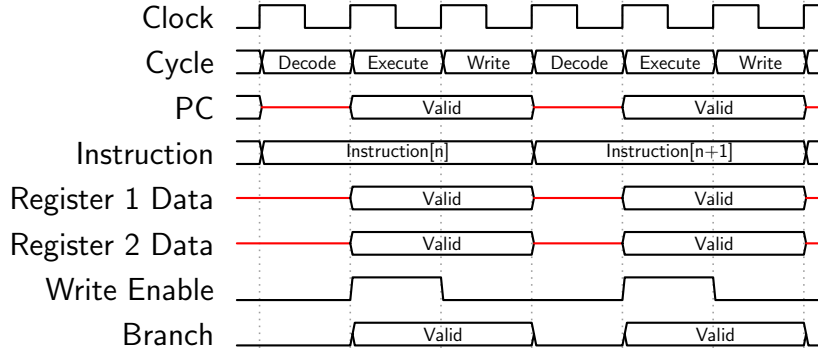 Clock
Cycle Decode Execute Write Decode Execute Write
PC Valid Valid
Instruction Instruction[n] Instruction[n+1]
Register 1 Data Valid Valid
Register 2 Data Valid Valid
Write Enable
Branch Valid Valid